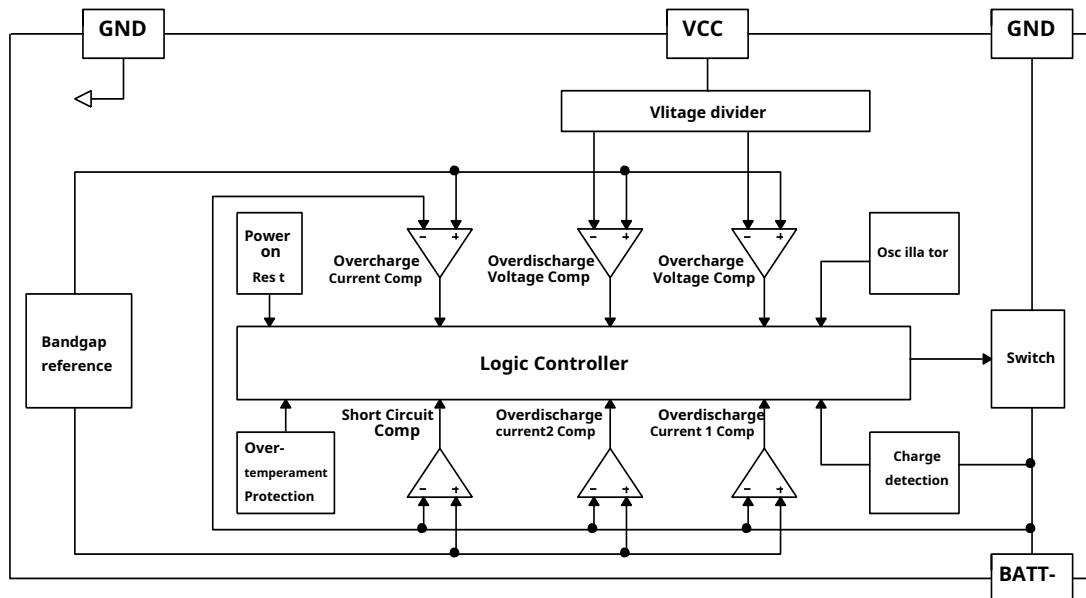 GND
VCC
GND
Vlitage divider
Power
on
Res t
Overcharge
Current Comp
Overdischarge
Voltage Comp
Overcharge
Voltage Comp
Osc illa tor
Bandgap
reference
Logic Controller
Switch
Short Circuit
Comp
Overdischarge
current2 Comp
Overdischarge
Current 1 Comp
Over-
temperament
Protection
Charge
detection
− +
− +
− +
− +
− +
− +
BATT-